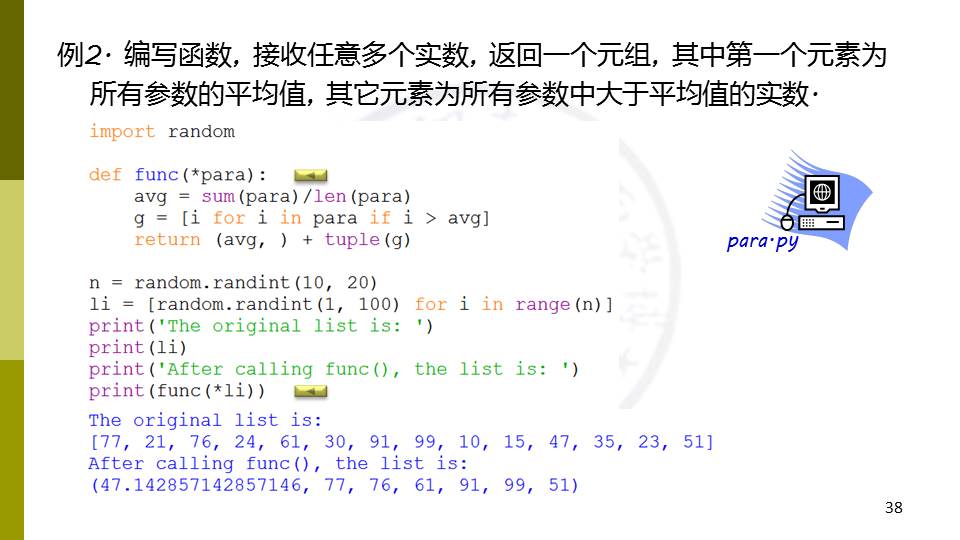 例2. 编写函数, 接收任意多个实数, 返回一个元组, 其中第一个元素为
所有参数的平均值, 其它元素为所有参数中大于平均值的实数.
import random
def func(*para):
    avg = sum(para)/len(para)
    g = [i for i in para if i > avg]
    return (avg, ) + tuple(g)
para.py
n = random.randint(10, 20)
li = [random.randint(1, 100) for i in range(n)]
print('The original list is: ')
print(li)
print('After calling func(), the list is: ')
print(func(*li))
The original list is:
[77, 21, 76, 24, 61, 30, 91, 99, 10, 15, 47, 35, 23, 51]
After calling func(), the list is:
(47.142857142857146, 77, 76, 61, 91, 99, 51)
38